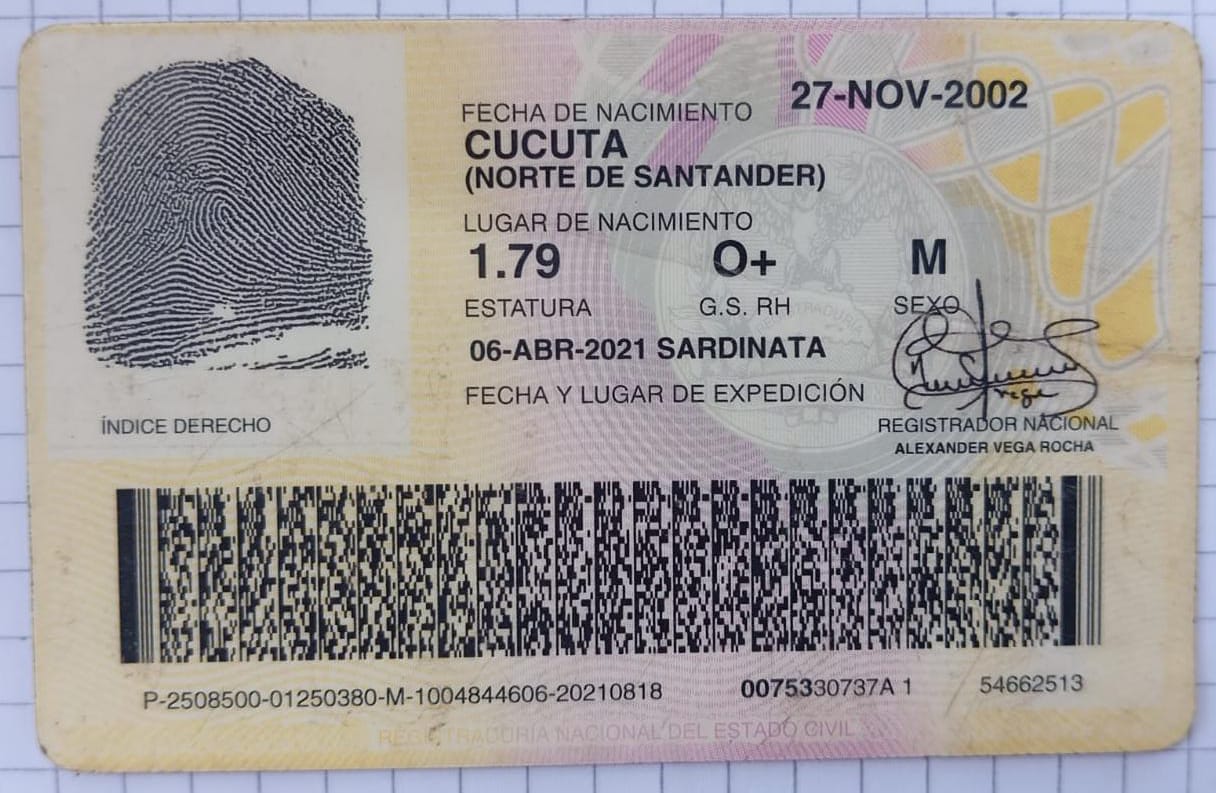 FECHA DE NACIMIENTO 27-NOV-2002
CUCUTA
(NORTE DE SANTANDER)
LUGAR DE NACIMIENTO
1.79 O+ M
ESTATURA G.S. RH SEXO
06-ABR-2021 SARDINATA
FECHA Y LUGAR DE EXPEDICIÓN
ÍNDICE DERECHO
REGISTRADOR NACIONAL
ALEXANDER VEGA ROCHA
P-2508500-01250380-M-1004844606-20210818 0075330737A 1 54662513
REGISTRADURÍA NACIONAL DEL ESTADO CIVIL